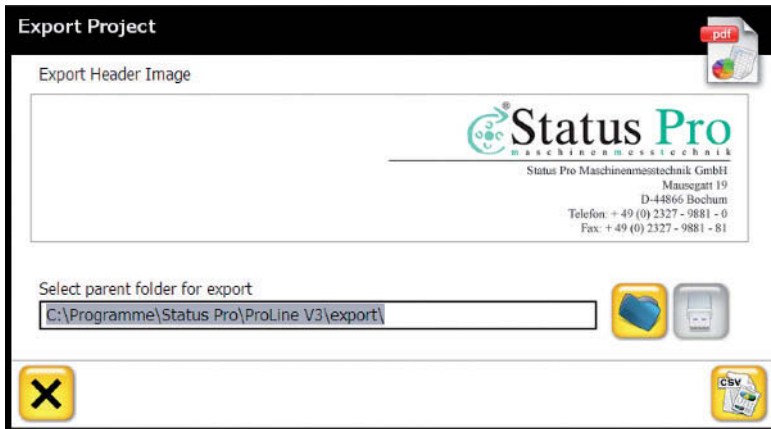 Export Project
pdf
Export Header Image
®
Status Pro
maschinenmesstechnik
Status Pro Maschinenmesstechnik GmbH
Mausegatt 19
D-44866 Bochum
Telefon: + 49 (0) 2327 - 9881 - 0
Fax: + 49 (0) 2327 - 9881 - 81
Select parent folder for export
C:\Programme\Status Pro\ProLine V3\export\
CSV